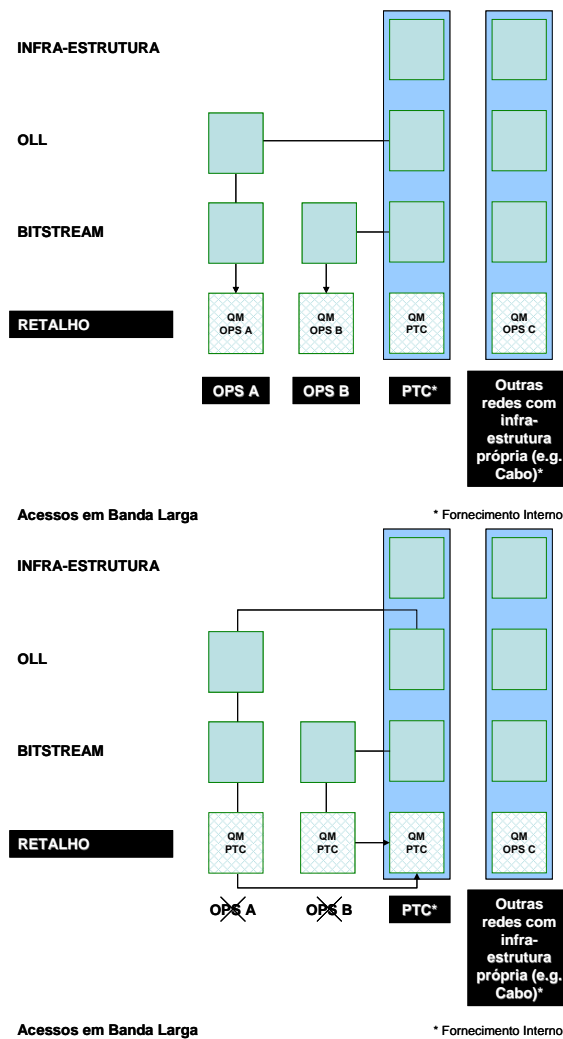 INFRA-ESTRUTURA
OLL
BITSTREAM
RETALHO
QM
OPS A
QM
OPS B
QM
PTC
QM
OPS C
OPS A
OPS B
PTC*
Outras
redes com
infra-
estrutura
própria (e.g.
Cabo)*
Acessos em Banda Larga
* Fornecimento Interno
INFRA-ESTRUTURA
OLL
BITSTREAM
RETALHO
QM
PTC
QM
PTC
QM
PTC
QM
OPS C
OPS A
OPS B
PTC*
Outras
redes com
infra-
estrutura
própria (e.g.
Cabo)*
Acessos em Banda Larga
* Fornecimento Interno